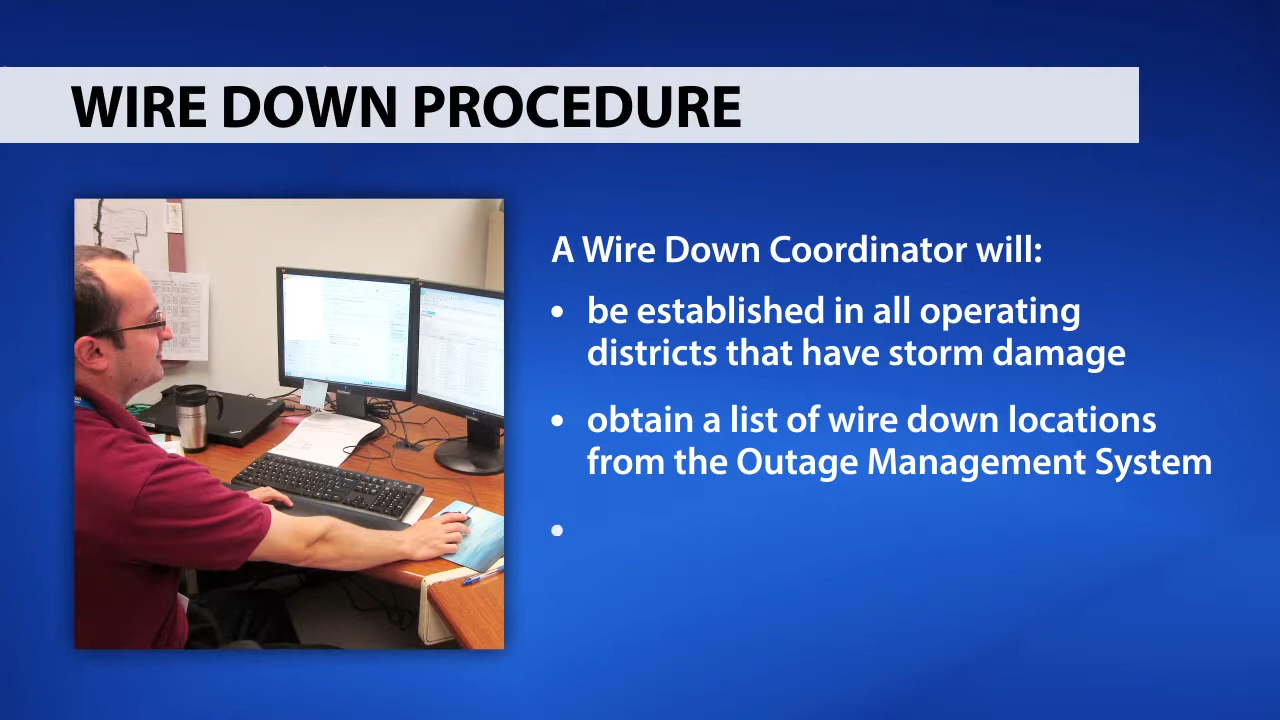 WIRE DOWN PROCEDURE
A Wire Down Coordinator will:
• be established in all operating
districts that have storm damage
• obtain a list of wire down locations
from the Outage Management System
•